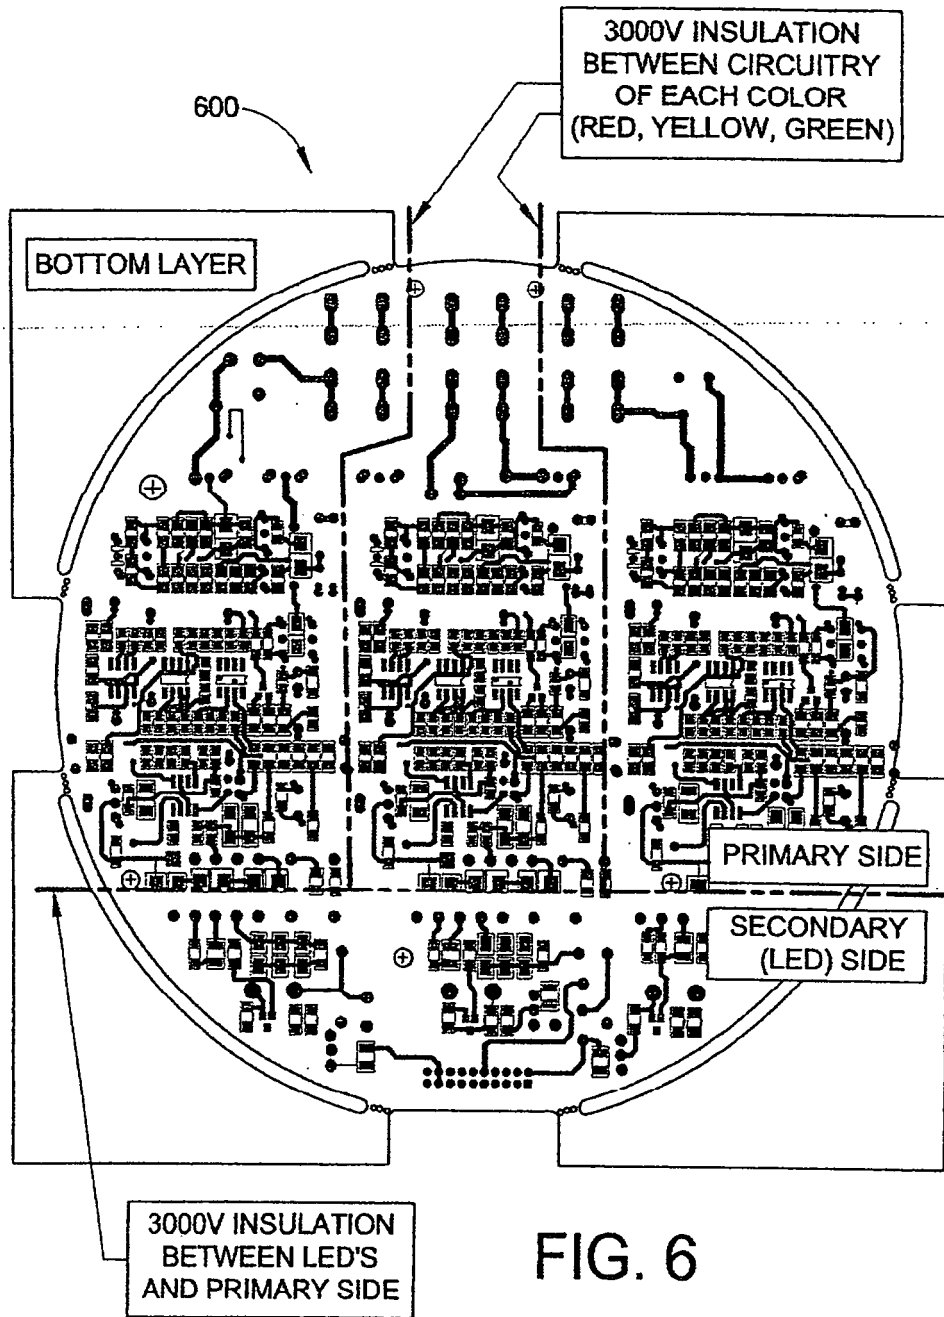 3000V INSULATION
BETWEEN CIRCUITRY
OF EACH COLOR
(RED, YELLOW, GREEN)
600
BOTTOM LAYER
PRIMARY SIDE
SECONDARY
(LED) SIDE
3000V INSULATION
BETWEEN LED'S
AND PRIMARY SIDE
FIG. 6